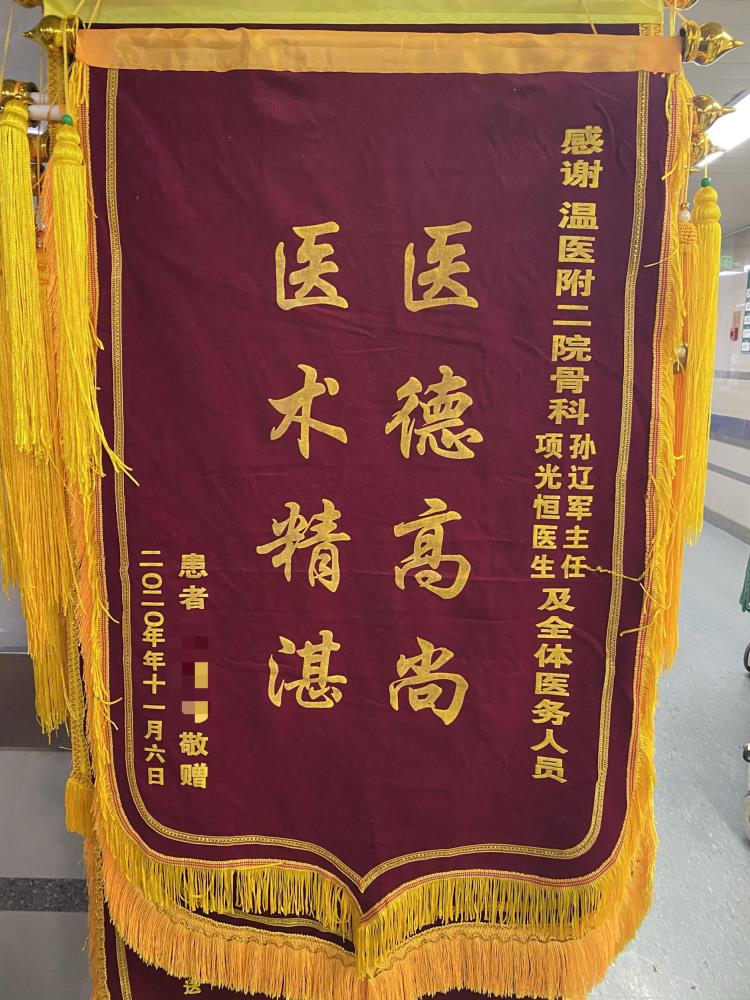 感谢 温医附二院骨科
孙辽军主任
项光恒医生
及全体医务人员
医德高尚
医术精湛
患者
敬赠
二〇二〇年年十一月六日
送